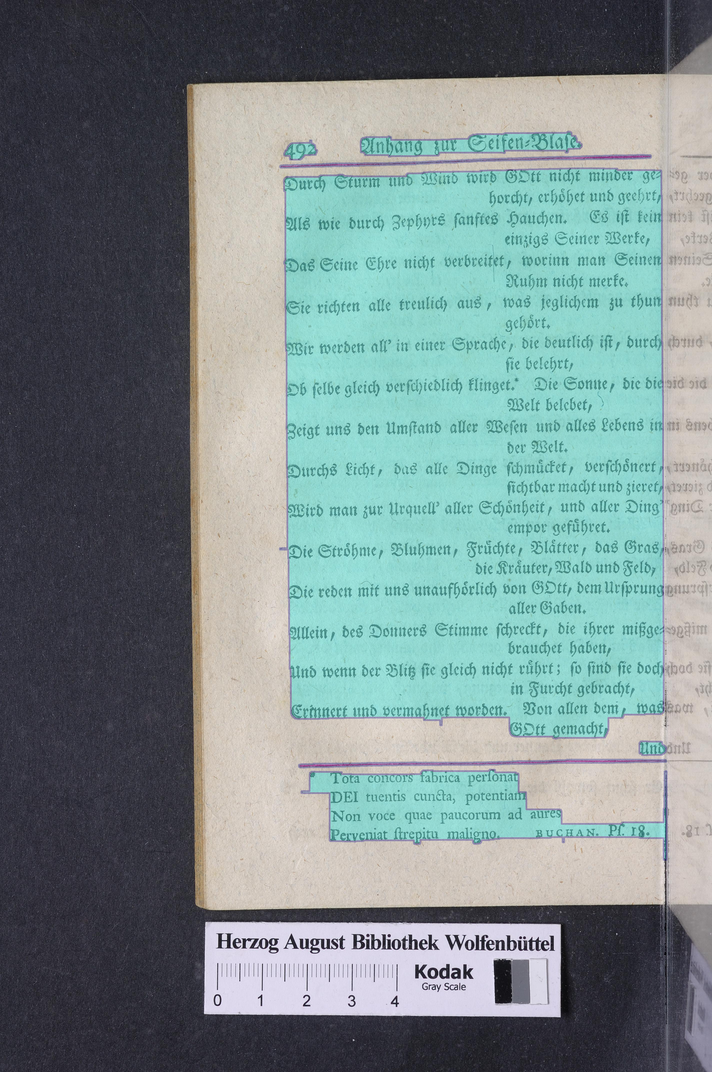 492 Anhang zur Seifen-Blase.
Durch Sturm und Wind wird GOtt nicht minder ge-
horcht, erhöhet und geehrt,
Als wie durch Zephyrs sanftes Hauchen. Es ist kein
einzigs Seiner Werke,
Das Seine Ehre nicht verbreitet, worinn man Seinen
Ruhm nicht merke.
Sie richten alle treulich aus, was jeglichem zu thun
gehört.
Wir werden all' in einer Sprache, die deutlich ist, durch
sie belehrt,
Ob selbe gleich verschiedlich klinget.* Die Sonne, die die
Welt belebet,
Zeigt uns den Umstand aller Wesen und alles Lebens in
der Welt.
Durchs Licht, das alle Dinge schmücket, verschönert,
sichtbar macht und zieret,
Wird man zur Urquell' aller Schönheit, und aller Ding'
empor geführet.
Die Ströhme, Bluhmen, Früchte, Blätter, das Gras,
die Kräuter, Wald und Feld,
Die reden mit uns unaufhörlich von GOtt, dem Ursprung
aller Gaben.
Allein, des Donners Stimme schreckt, die ihrer mißge-
brauchet haben,
Und wenn der Blitz sie gleich nicht rührt; so sind sie doch
in Furcht gebracht,
Erinnert und vermahnet worden. Von allen dem, was
GOtt gemacht,
Und
* Tota concors fabrica personat
DEI tuentis cuncta, potentiam
Non voce quae paucorum ad aures
Perveniat strepitu maligno. BUCHAN. Ps. 18.
Herzog August Bibliothek Wolfenbüttel
Kodak
Gray Scale
0 1 2 3 4